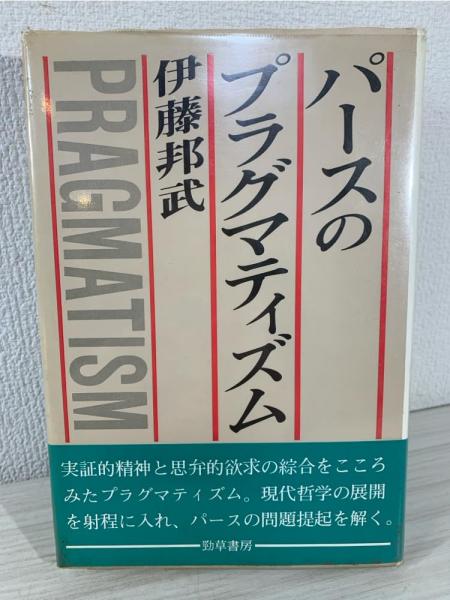 パースの
プラグマティズム
伊藤邦武
PRAGMATISM
実証的精神と思弁的欲求の綜合をこころ
みたプラグマティズム。現代哲学の展開
を射程に入れ、パースの問題提起を解く。
勁草書房